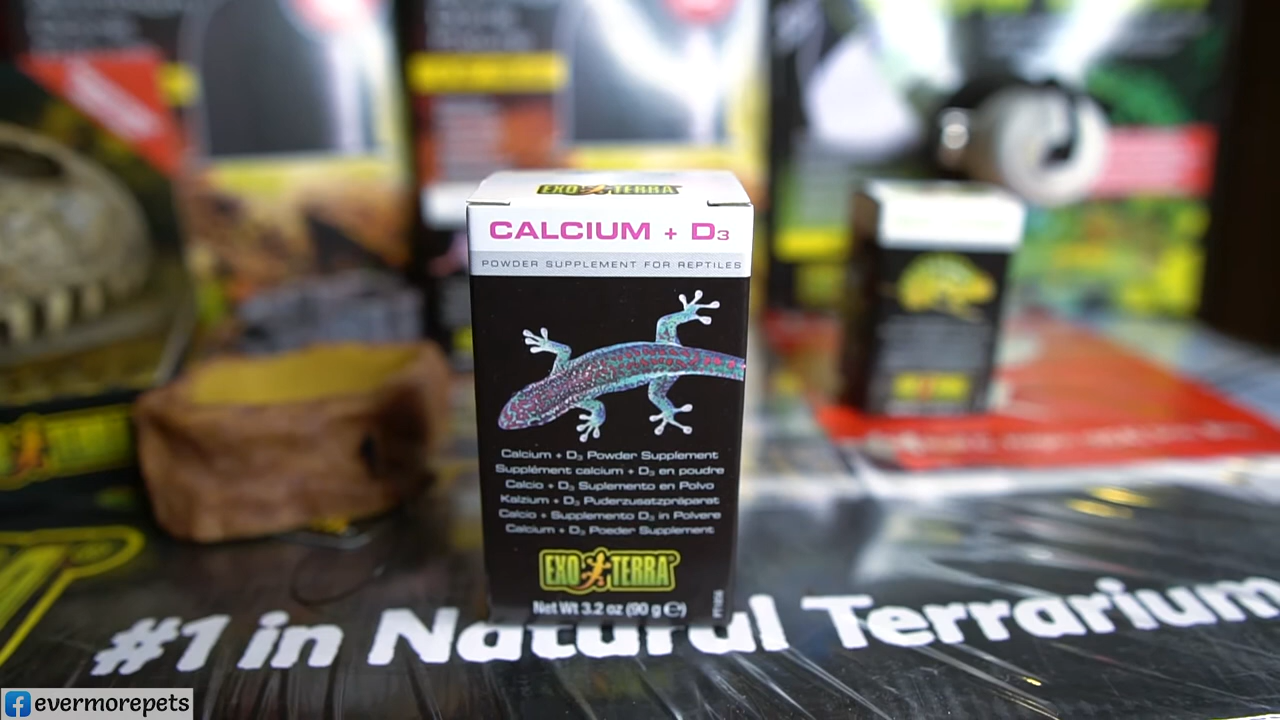 EXO TERRA
CALCIUM + D3
POWDER SUPPLEMENT FOR REPTILES
Calcium + D3 Powder Supplement
Supplément calcium + D3 en poudre
Calcio + D3 Suplemento en Polvo
Kalzium + D3 Puderzusatzpräparat
Calcio + Supplemento D3 in Polvere
Calcium + D3 Poeder Supplement
EXO TERRA
Net Wt 3.2 oz (90 g ℮)
#1 in Natural Terrarium
evermorepets